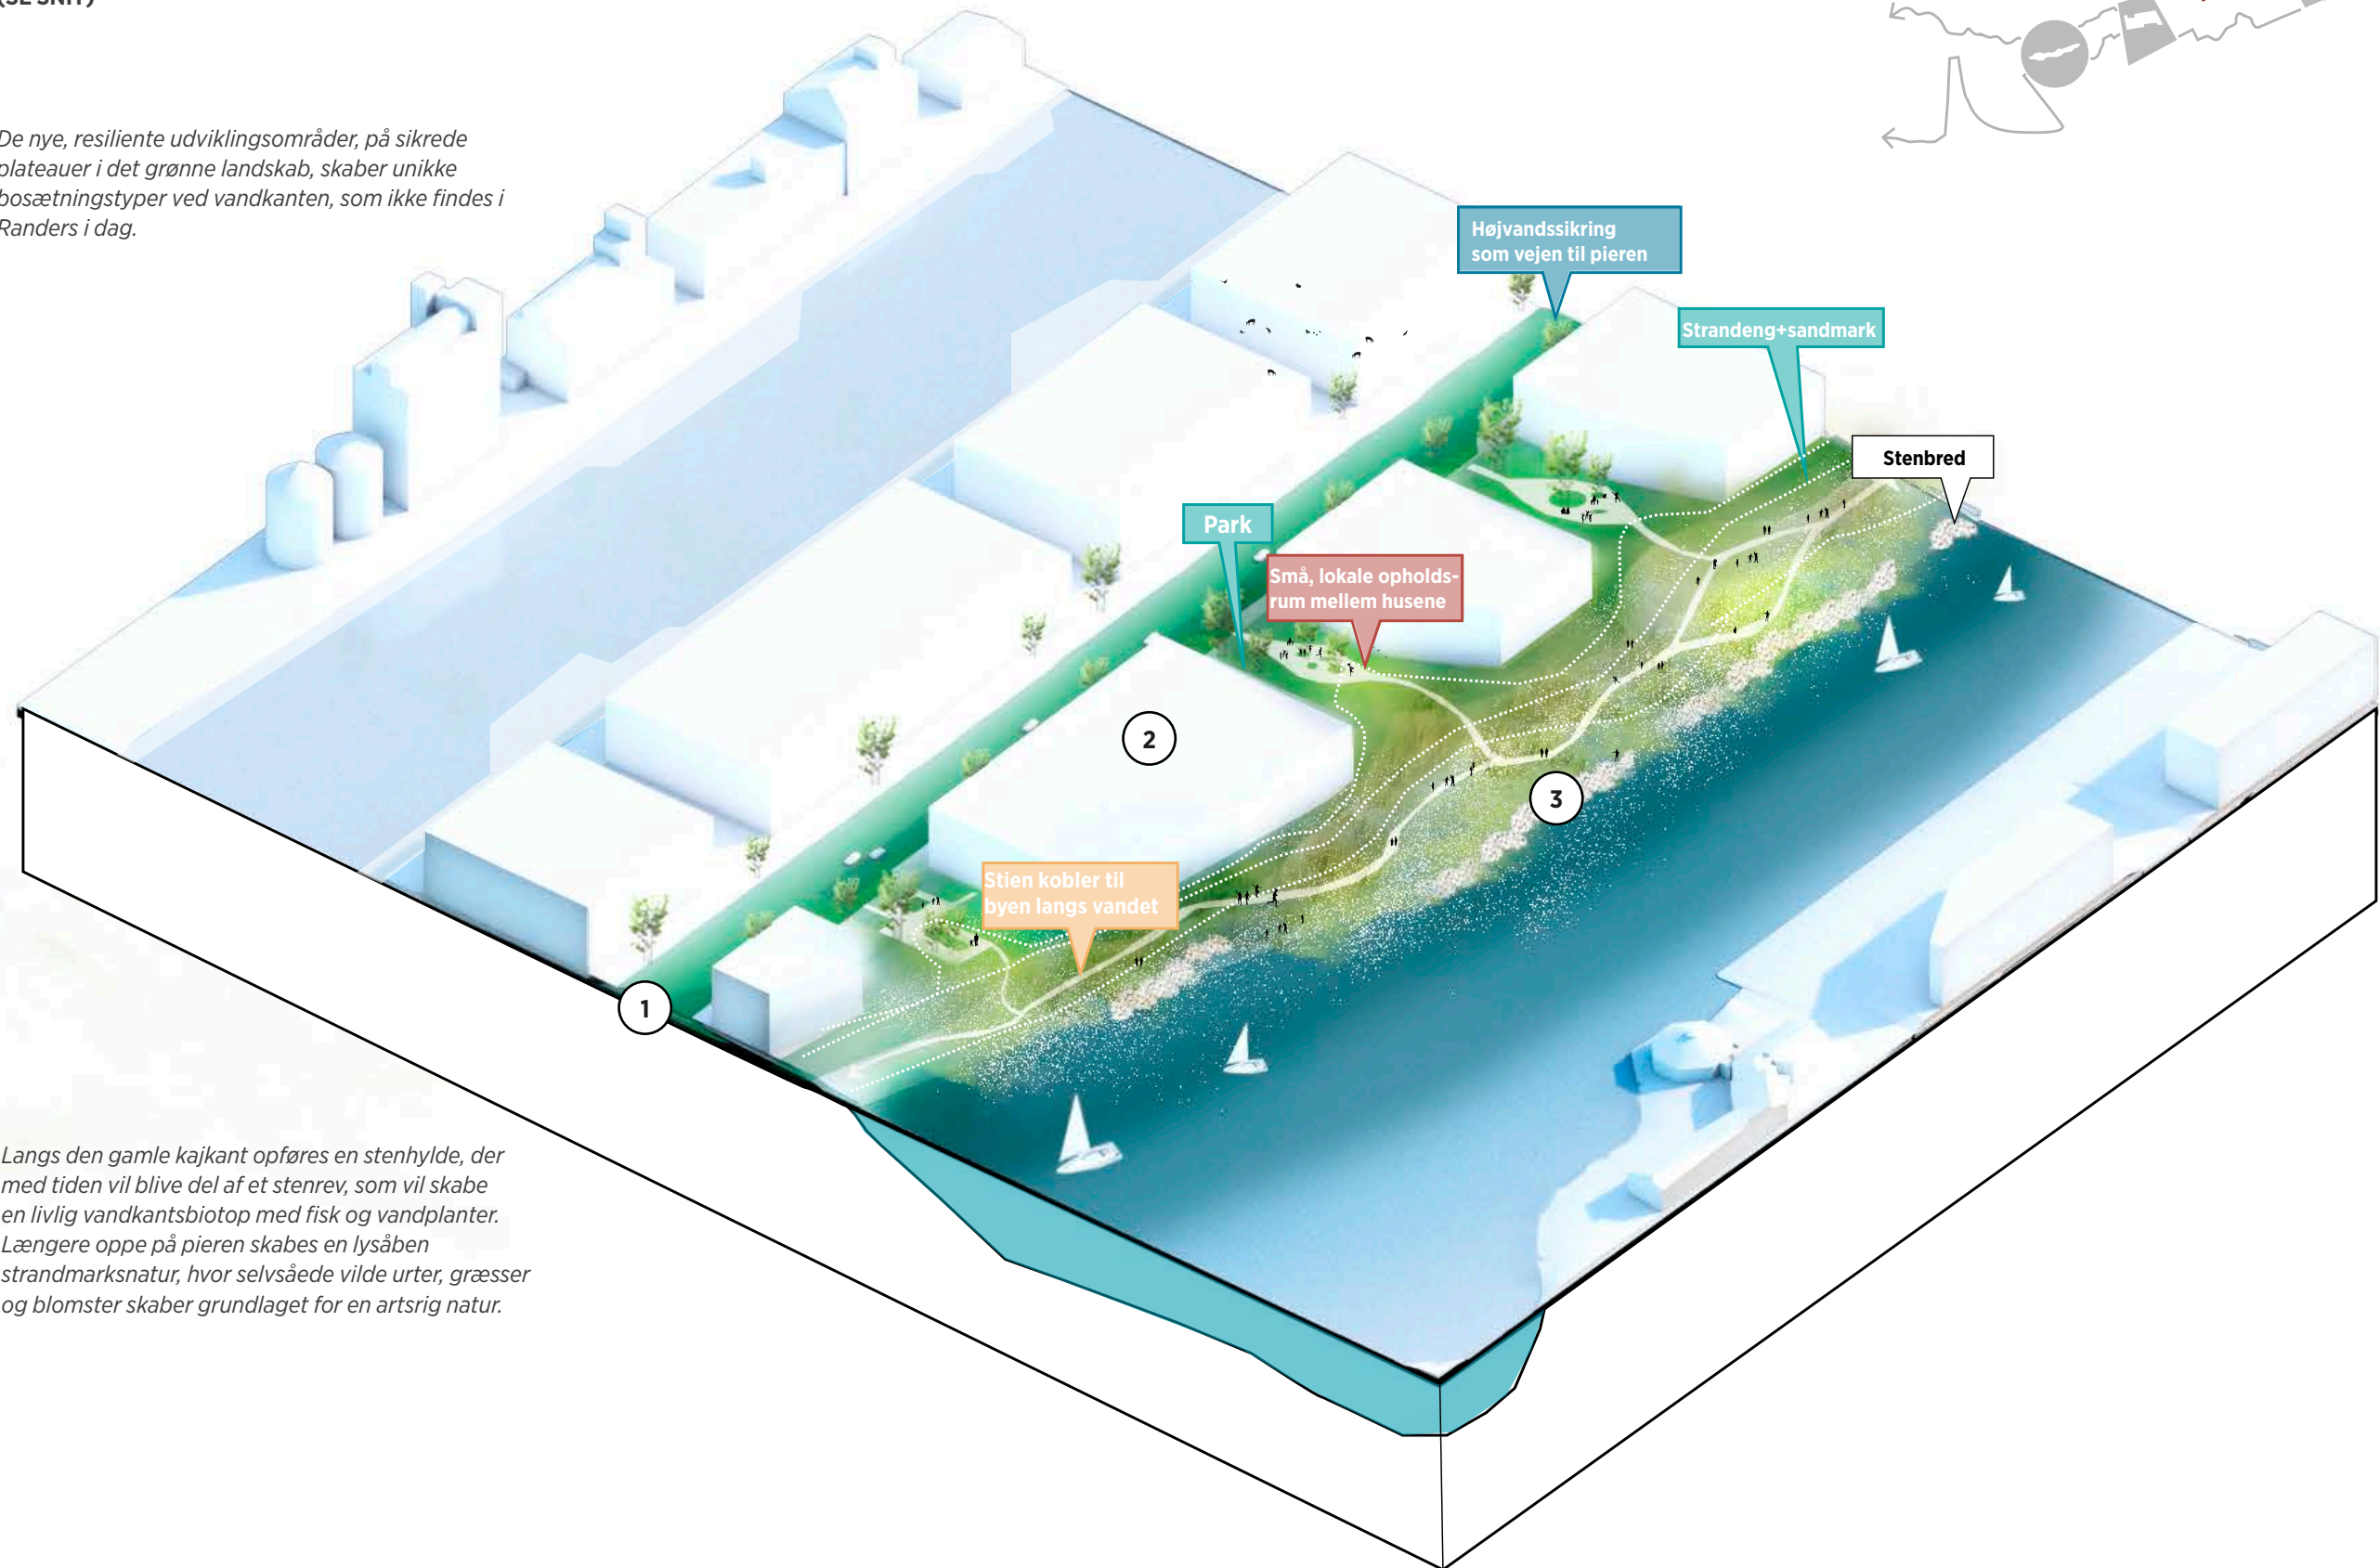 (SE SNIT)
De nye, resiliente udviklingsområder, på sikrede
plateauer i det grønne landskab, skaber unikke
bosætningstyper ved vandkanten, som ikke findes i
Randers i dag.
Højvandssikring
som vejen til pieren
Strandeng+sandmark
Stenbred
Park
Små, lokale opholds-
rum mellem husene
2
3
Stien kobler til
byen langs vandet
1
Langs den gamle kajkant opføres en stenhylde, der
med tiden vil blive del af et stenrev, som vil skabe
en livlig vandkantsbiotop med fisk og vandplanter.
Længere oppe på pieren skabes en lysåben
strandmarksnatur, hvor selvsåede vilde urter, græsser
og blomster skaber grundlaget for en artsrig natur.